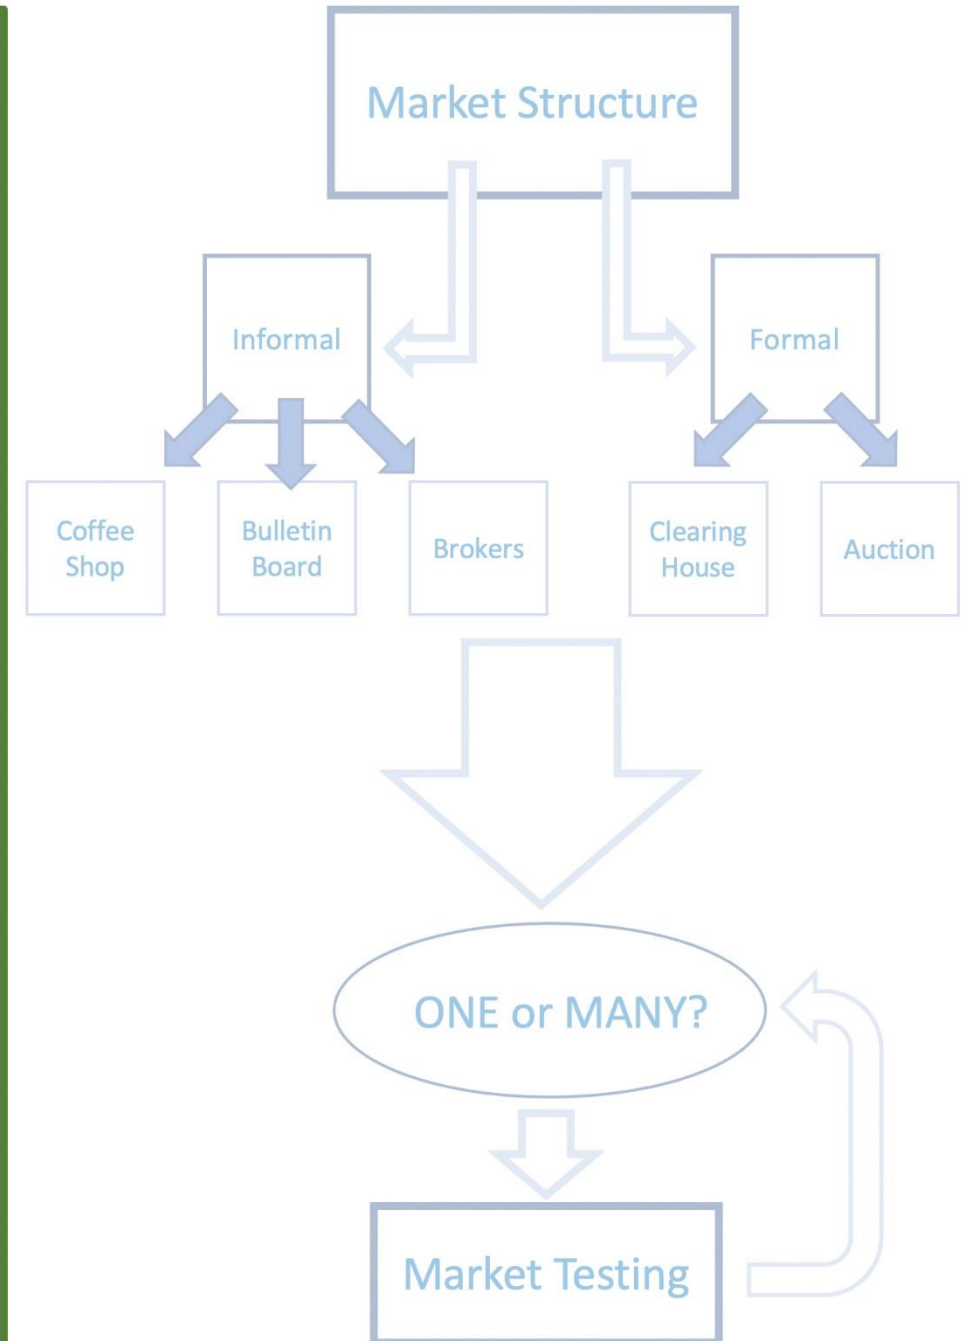 Market Structure
Informal
Formal
Coffee
Shop
Bulletin
Board
Brokers
Clearing
House
Auction
ONE or MANY?
Market Testing